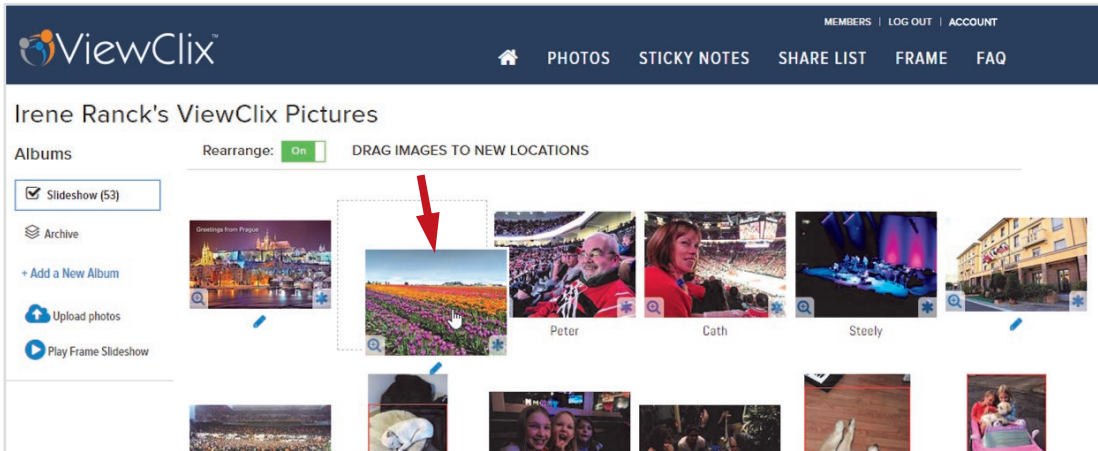 MEMBERS | LOG OUT | ACCOUNT
ViewClix™
PHOTOS STICKY NOTES SHARE LIST FRAME FAQ
Irene Ranck's ViewClix Pictures
Albums
Rearrange: On DRAG IMAGES TO NEW LOCATIONS
Slideshow (53)
Archive
+ Add a New Album
Upload photos
Play Frame Slideshow
Greetings from Prague
Peter
Cath
Steely